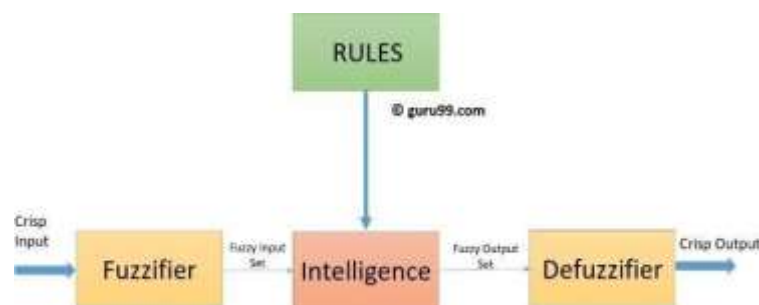 RULES
© guru99.com
Crisp
Input
Fuzzifier
Fuzzy Input
Set
Intelligence
Fuzzy Output
Set
Defuzzifier
Crisp Output